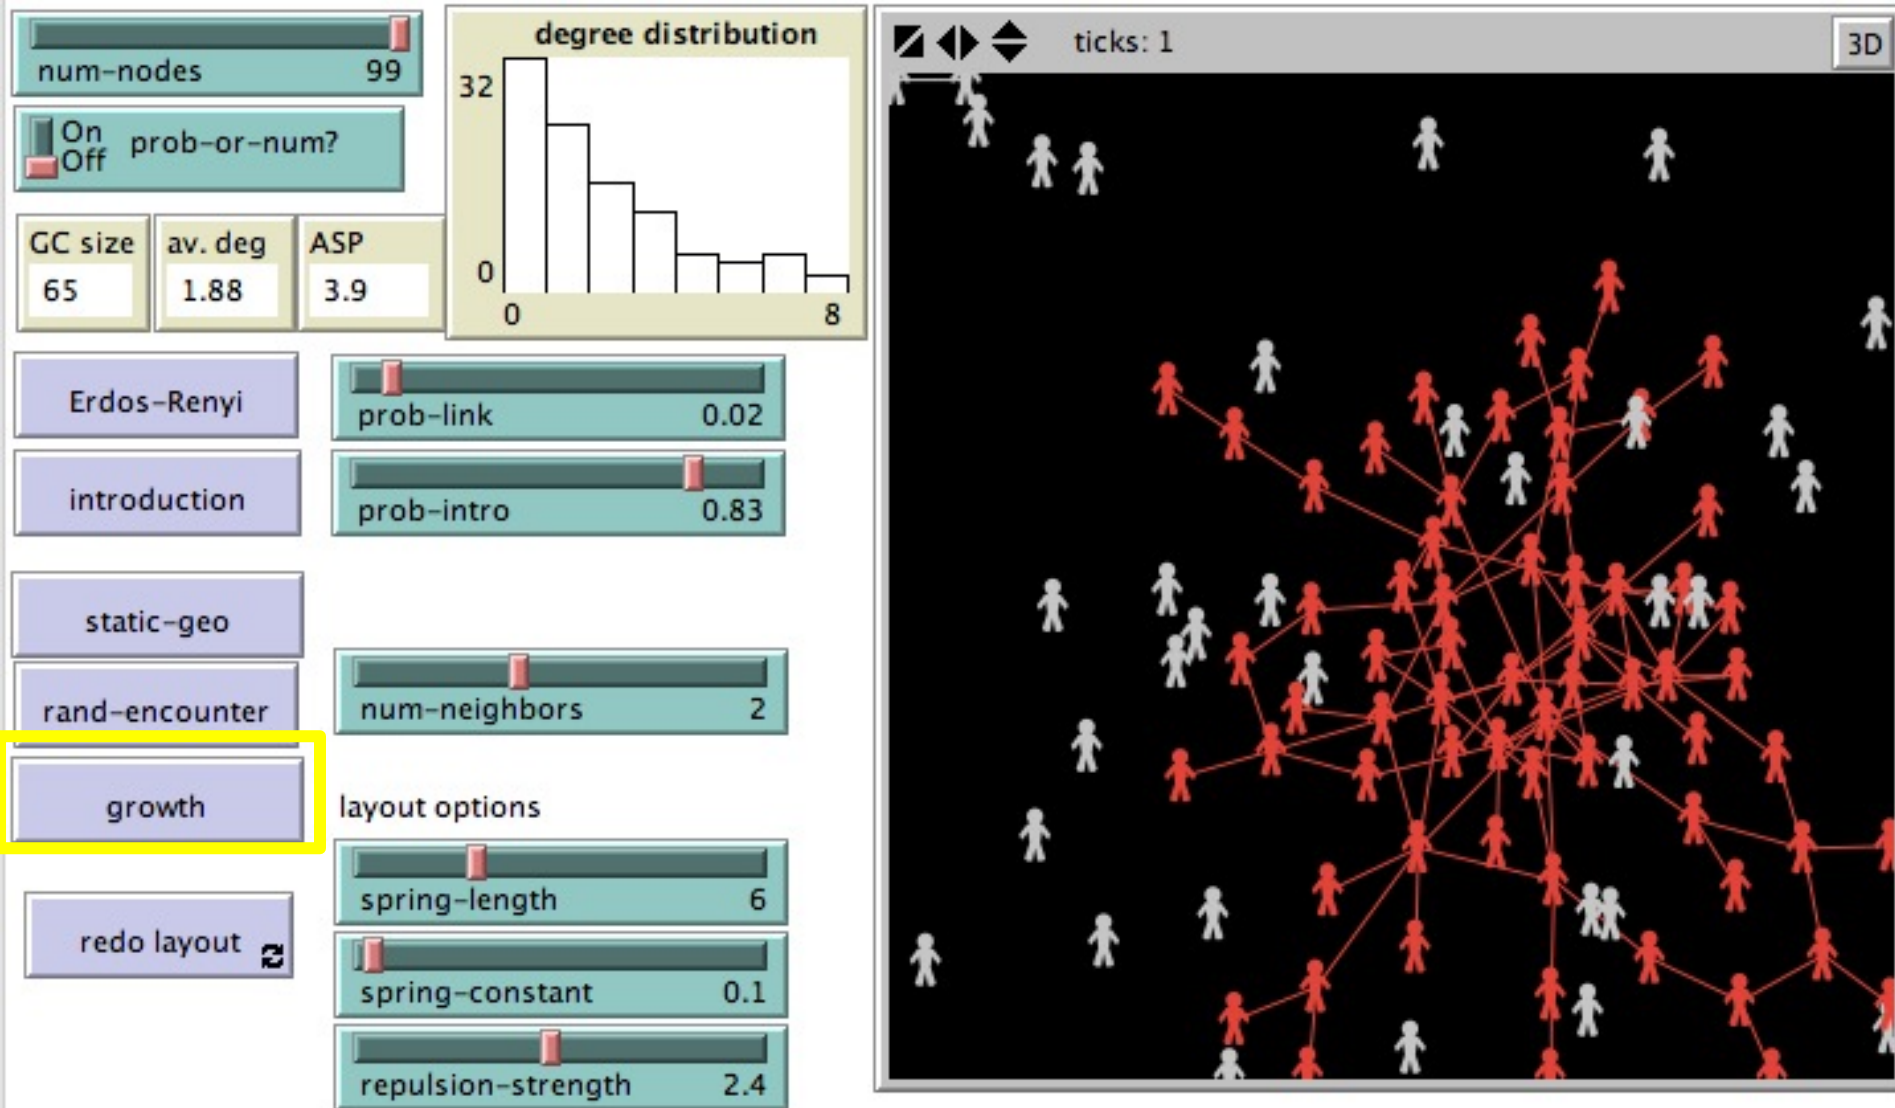 num-nodes 99
On
Off
prob-or-num?
GC size
65
av. deg
1.88
ASP
3.9
degree distribution
32
0
0 8
Erdos-Renyi
prob-link 0.02
introduction
prob-intro 0.83
static-geo
rand-encounter
num-neighbors 2
growth
layout options
spring-length 6
redo layout
spring-constant 0.1
repulsion-strength 2.4
ticks: 1
3D